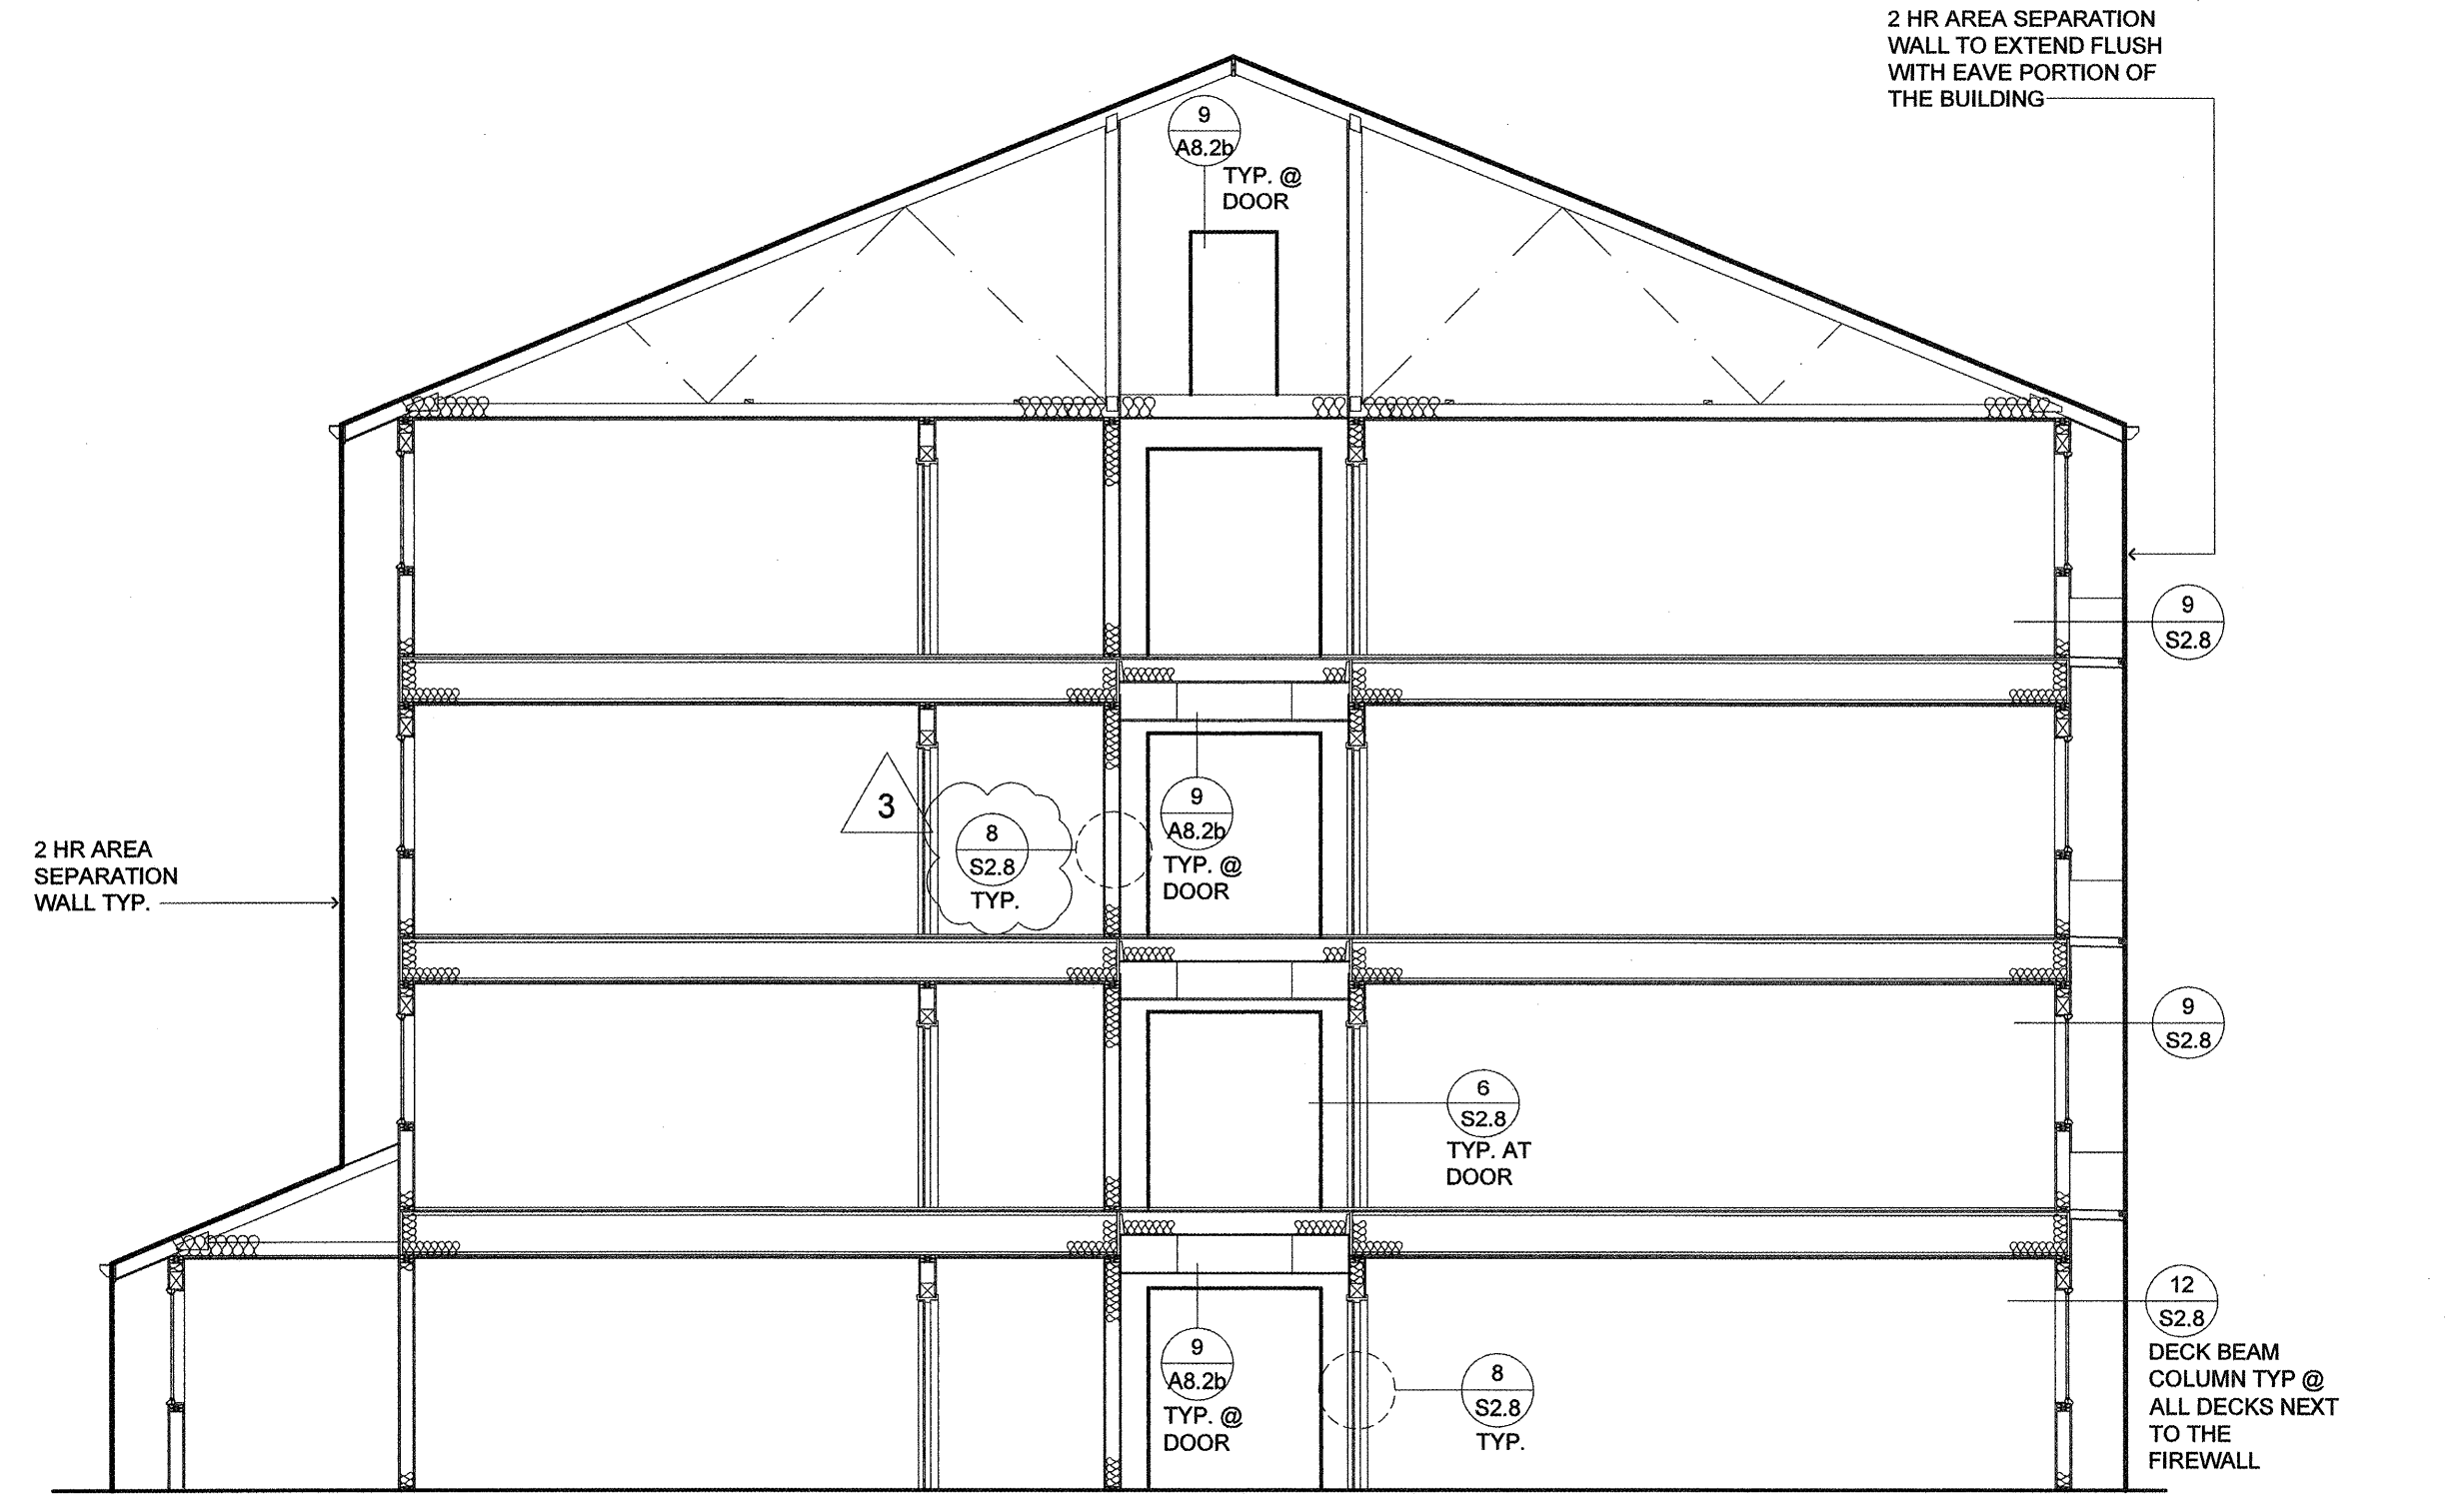 2 HR AREA SEPARATION
WALL TO EXTEND FLUSH
WITH EAVE PORTION OF
THE BUILDING
9
A8.2b
TYP. @
DOOR
9
S2.8
3
8
S2.8
TYP.
9
A8.2b
TYP. @
DOOR
2 HR AREA
SEPARATION
WALL TYP.
9
S2.8
6
S2.8
TYP. AT
DOOR
12
S2.8
DECK BEAM
COLUMN TYP @
ALL DECKS NEXT
TO THE
FIREWALL
9
A8.2b
TYP. @
DOOR
8
S2.8
TYP.